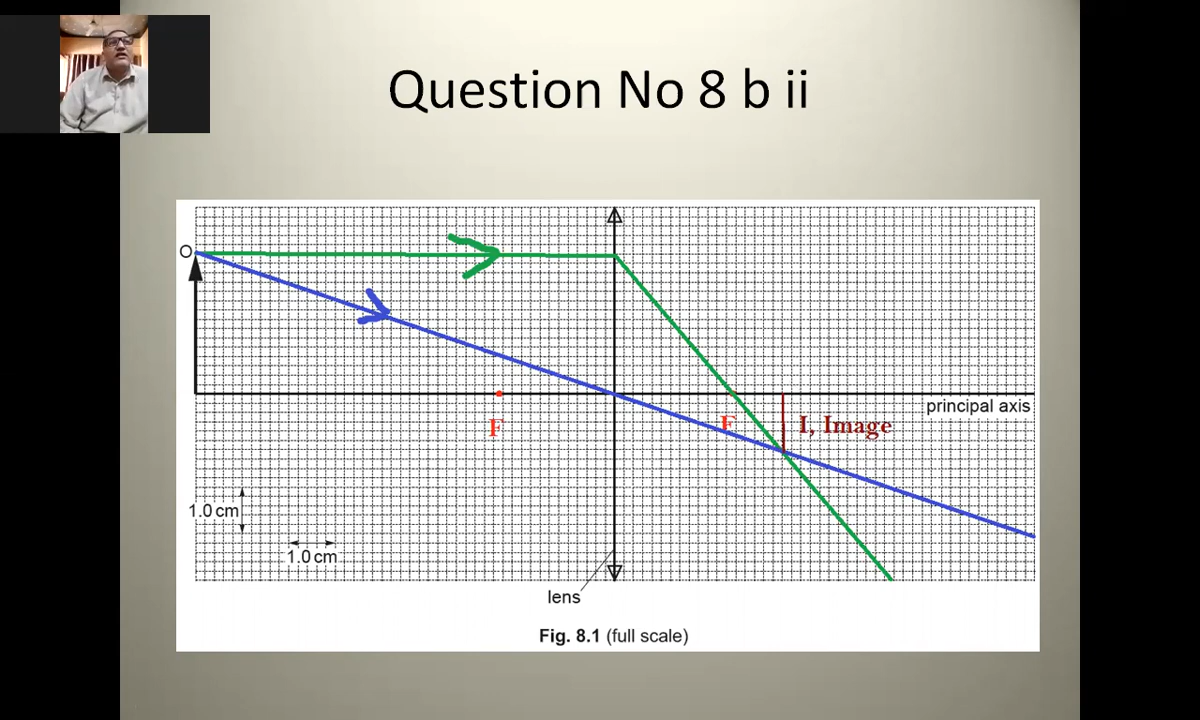 Question No 8 b ii
O
principal axis
F
F
I, Image
1.0 cm
1.0 cm
lens
Fig. 8.1 (full scale)